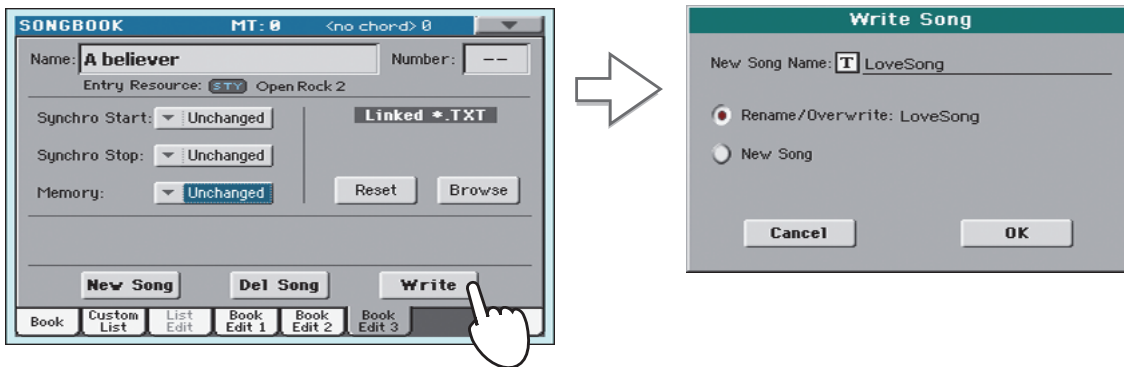 SONGBOOK MT: 0 <no chord> 0
Name: A believer Number: --
Entry Resource: STY Open Rock 2
Synchro Start: Unchanged Linked *.TXT
Synchro Stop: Unchanged
Memory: Unchanged Reset Browse
New Song Del Song Write
Book Custom List List Edit Book Edit 1 Book Edit 2 Book Edit 3
Write Song
New Song Name: T LoveSong
Rename/Overwrite: LoveSong
New Song
Cancel OK